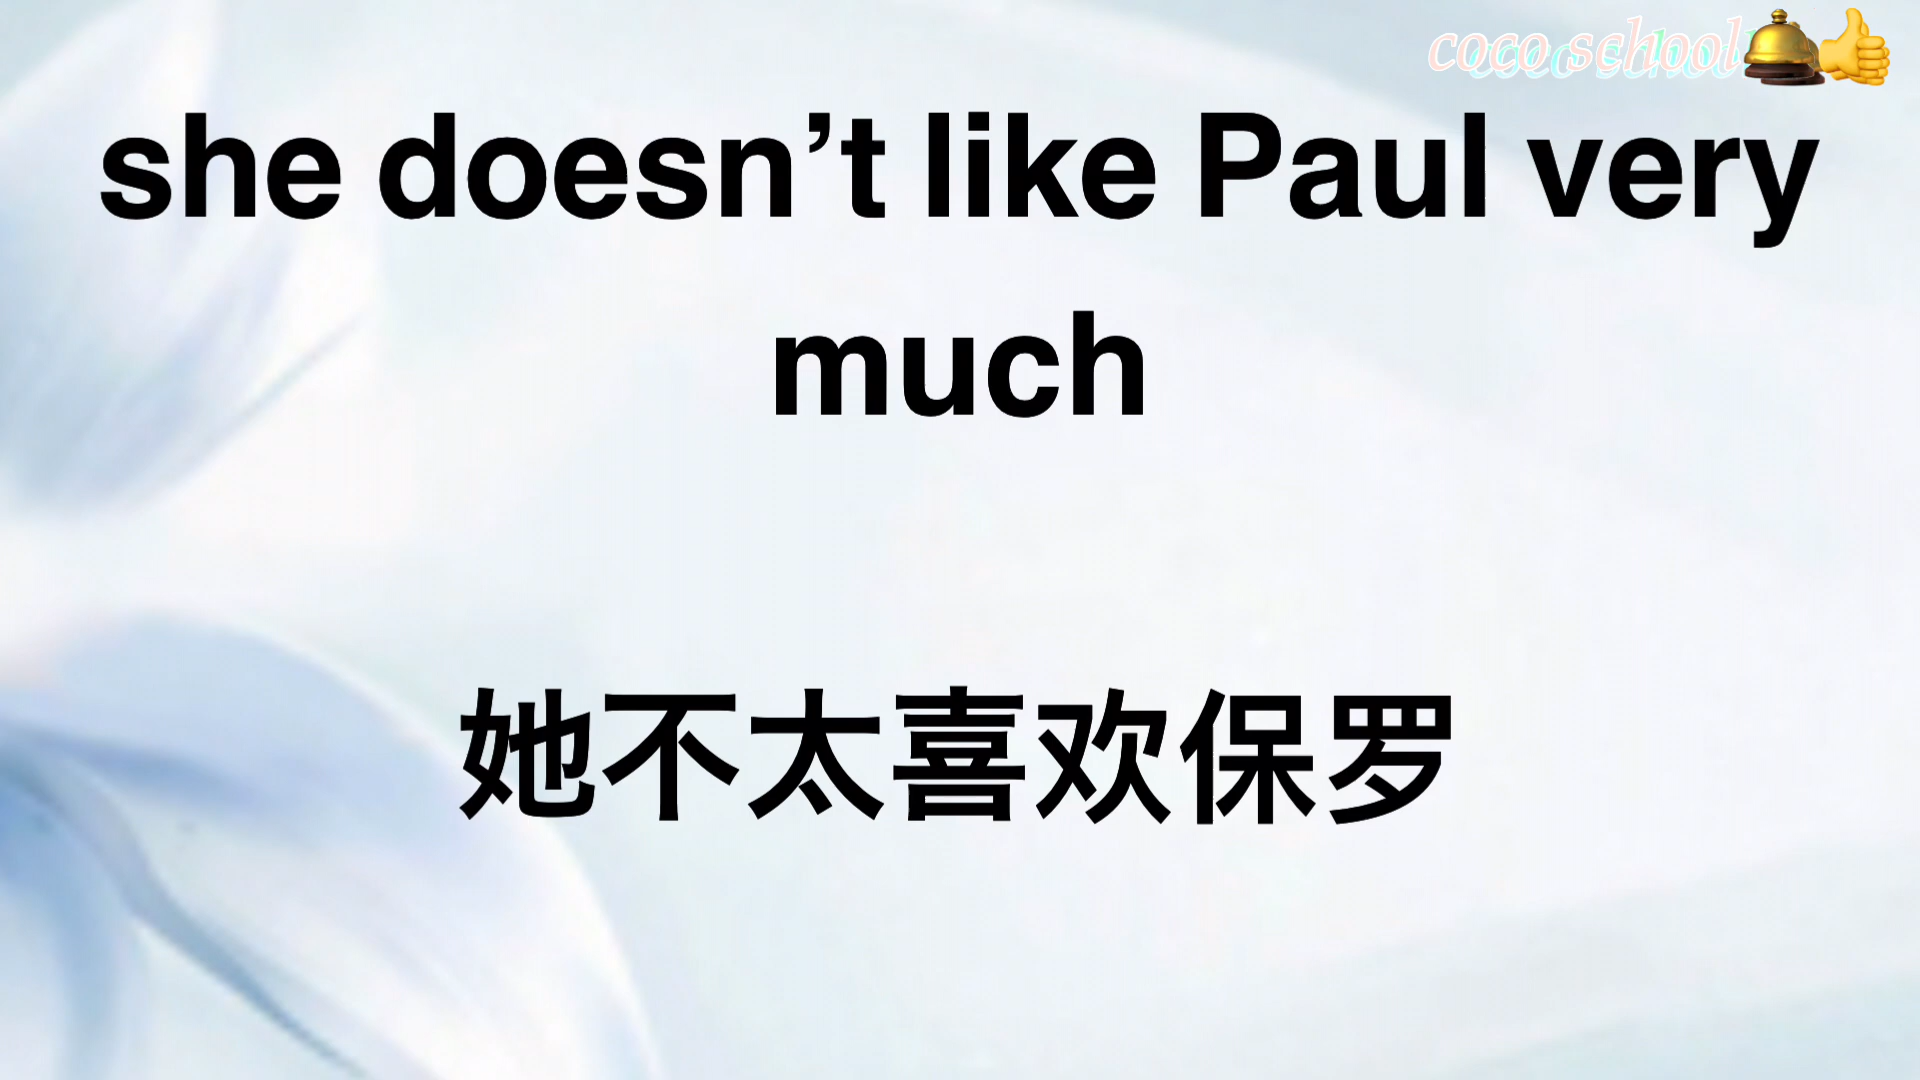 coco school
she doesn’t like Paul very
much
她不太喜欢保罗